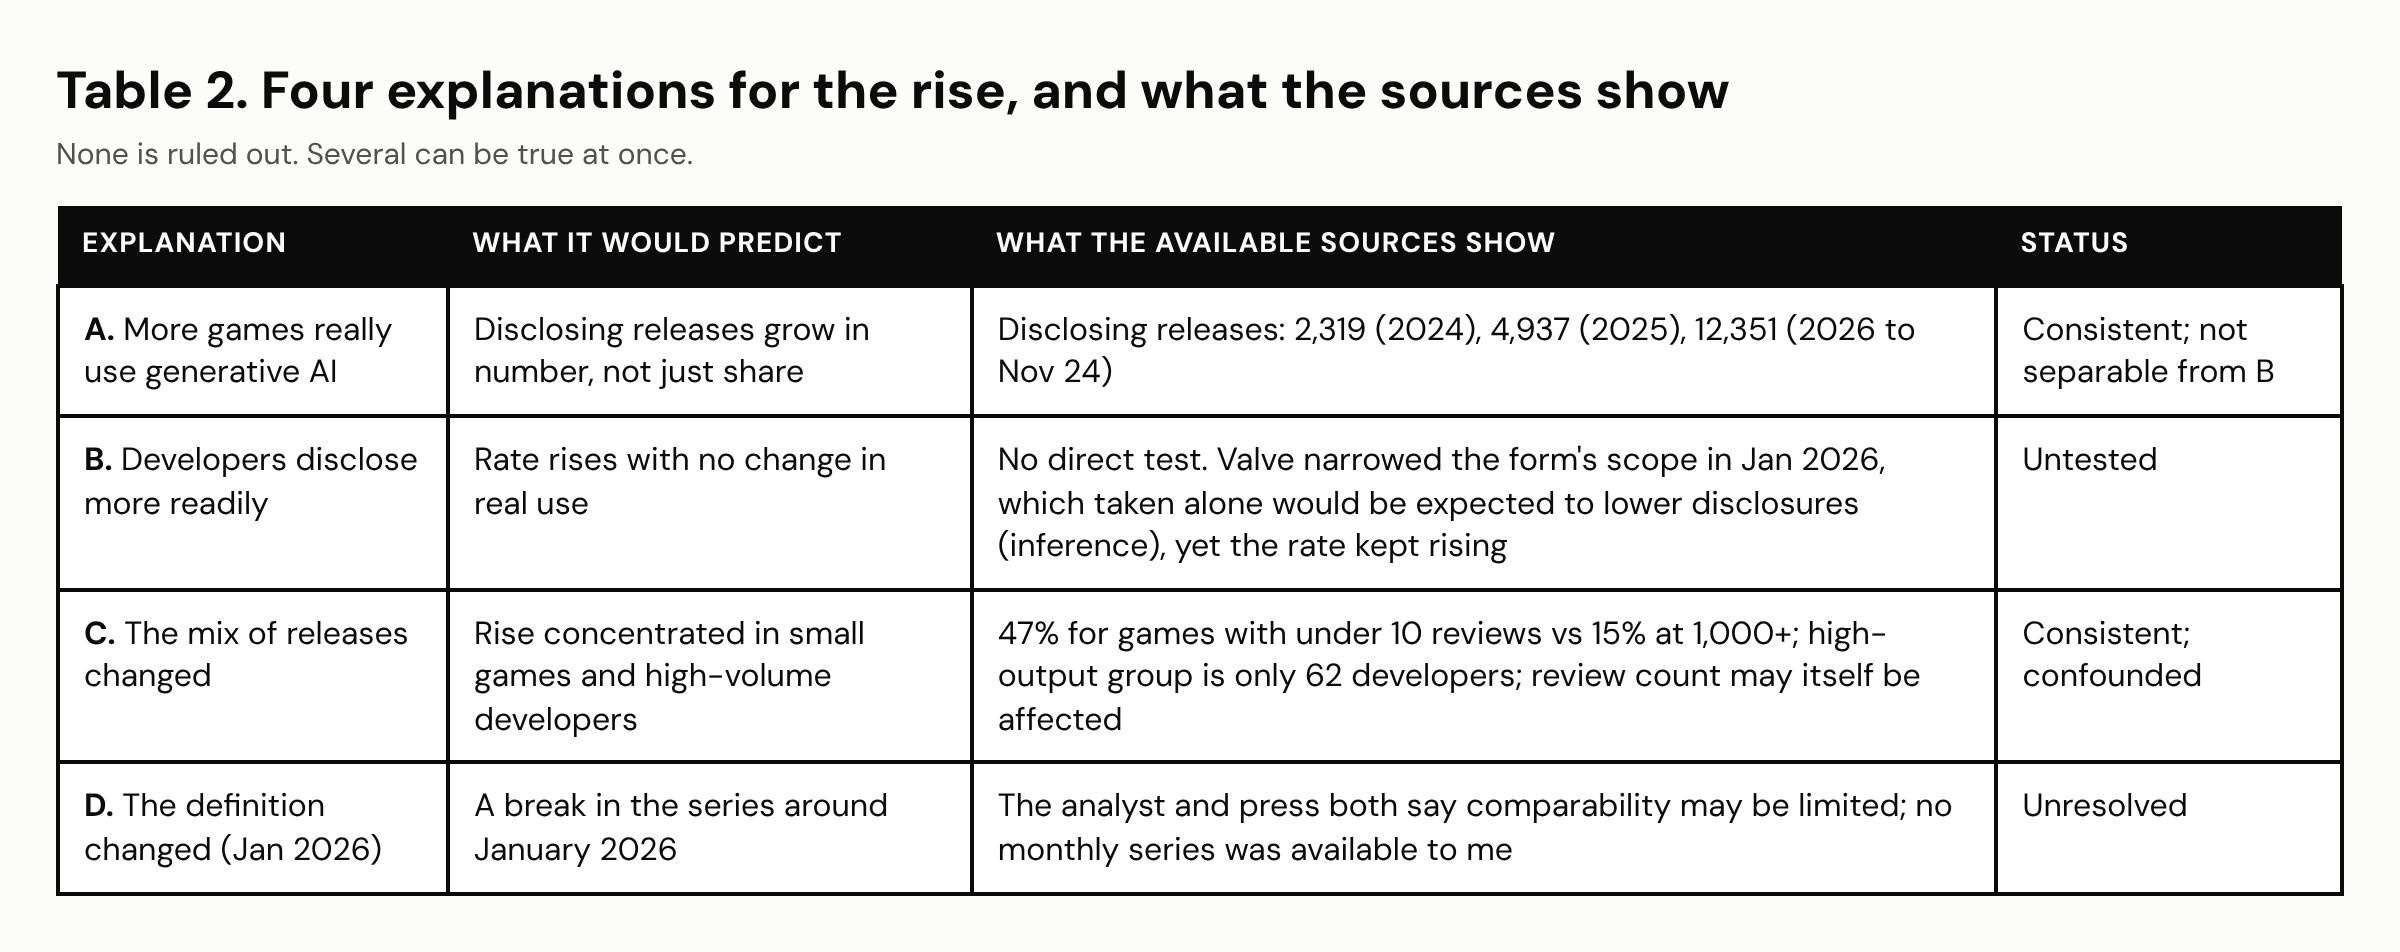 Table 2. Four explanations for the rise, and what the sources show
None is ruled out. Several can be true at once.
EXPLANATION
WHAT IT WOULD PREDICT
WHAT THE AVAILABLE SOURCES SHOW
STATUS
A. More games really
use generative AI
Disclosing releases grow in
number, not just share
Disclosing releases: 2,319 (2024), 4,937 (2025), 12,351 (2026 to
Nov 24)
Consistent; not
separable from B
B. Developers disclose
more readily
Rate rises with no change in
real use
No direct test. Valve narrowed the form's scope in Jan 2026,
which taken alone would be expected to lower disclosures
(inference), yet the rate kept rising
Untested
C. The mix of releases
changed
Rise concentrated in small
games and high-volume
developers
47% for games with under 10 reviews vs 15% at 1,000+; high-
output group is only 62 developers; review count may itself be
affected
Consistent;
confounded
D. The definition
changed (Jan 2026)
A break in the series around
January 2026
The analyst and press both say comparability may be limited; no
monthly series was available to me
Unresolved